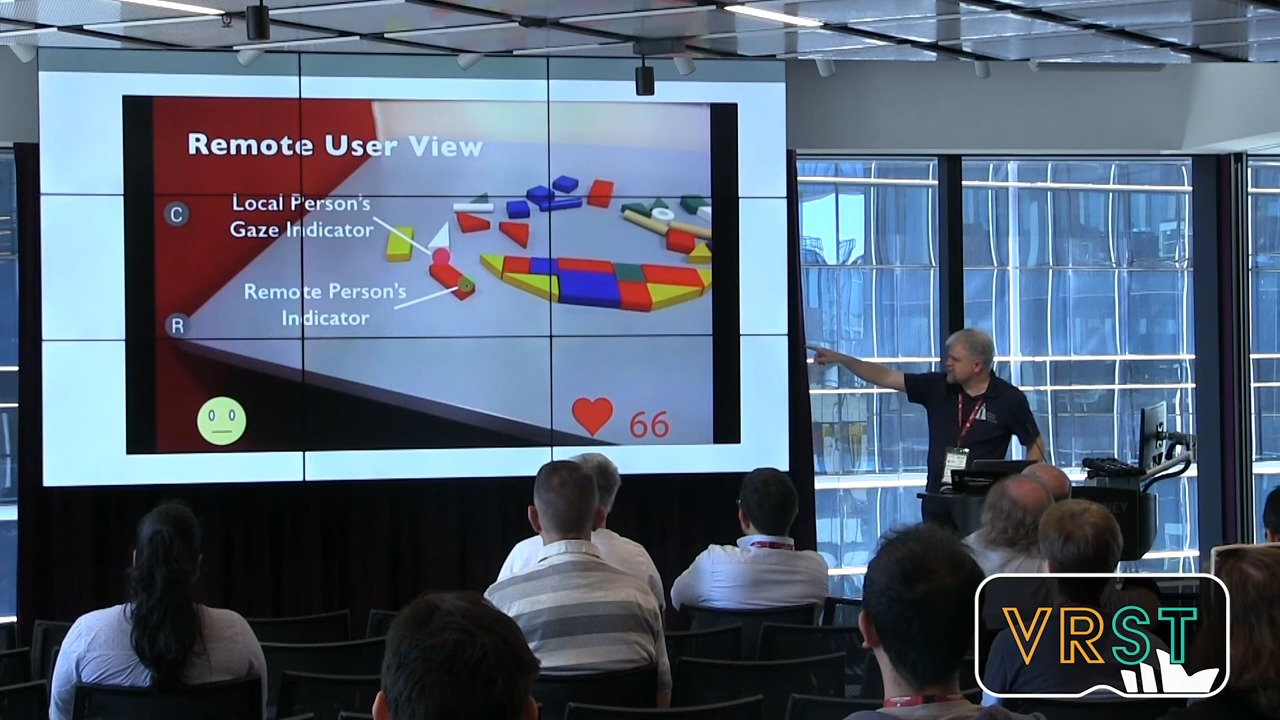 Remote User View
Local Person's
Gaze Indicator
C
Remote Person's
Indicator
R
66
VRST